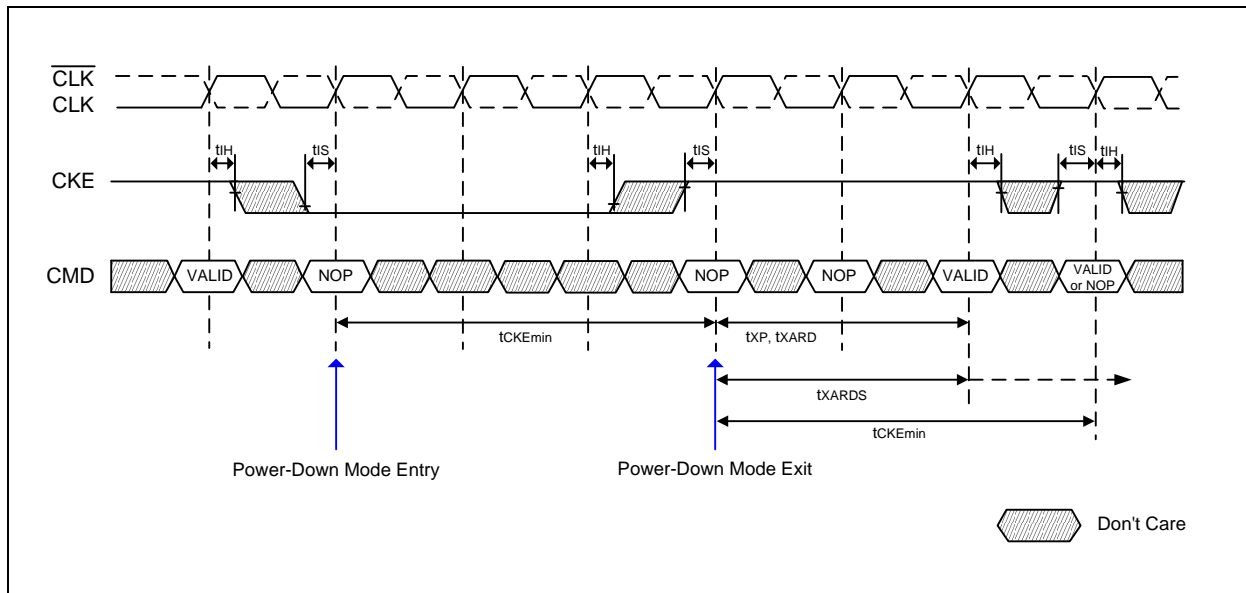 CLK
CLK
tIH
tIS
tIH
tIS
tIH
tIS
tIH
CKE
CMD
VALID
NOP
NOP
NOP
VALID
VALID
or NOP
tCKEmin
tXP, tXARD
tXARDS
tCKEmin
Power-Down Mode Entry
Power-Down Mode Exit
Don't Care